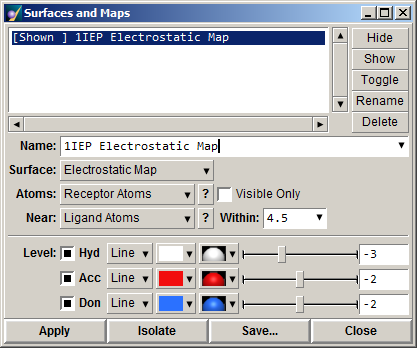 Surfaces and Maps
[Shown ] 1IEP Electrostatic Map
Hide
Show
Toggle
Rename
Delete
Name: 1IEP Electrostatic Map
Surface: Electrostatic Map
Atoms: Receptor Atoms ? Visible Only
Near: Ligand Atoms ? Within: 4.5
Level: Hyd Line -3
Acc Line -2
Don Line -2
Apply Isolate Save... Close